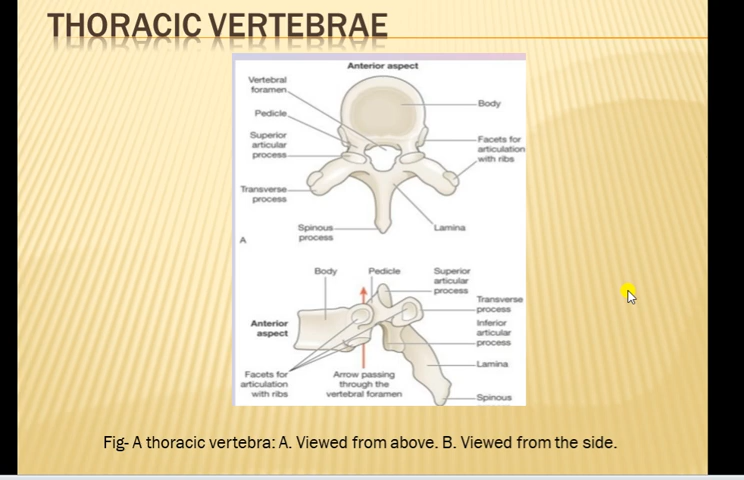 THORACIC VERTEBRAE
Anterior aspect
Vertebral
foramen
Pedicle
Superior
articular
process
Transverse
process
Spinous
process
A
Body
Facets for
articulation
with ribs
Lamina
Body
Pedicle
Superior
articular
process
Transverse
process
Inferior
articular
process
Lamina
Spinous
Anterior
aspect
Facets for
articulation
with ribs
Arrow passing
through the
vertebral foramen
Fig- A thoracic vertebra: A. Viewed from above. B. Viewed from the side.